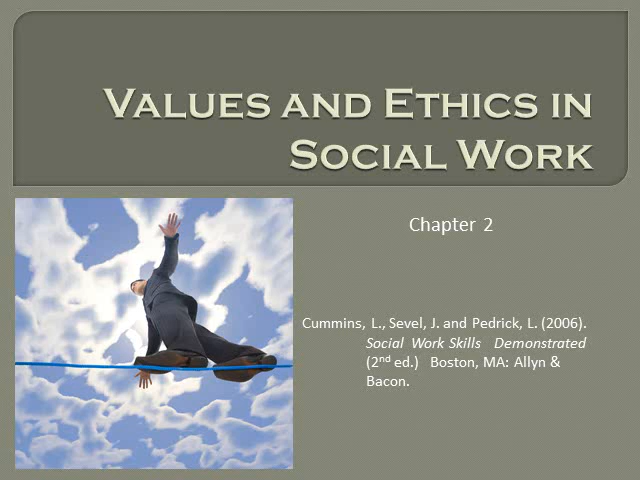 VALUES AND ETHICS IN
SOCIAL WORK
Chapter 2
Cummins, L., Sevel, J. and Pedrick, L. (2006).
Social Work Skills Demonstrated
(2nd ed.) Boston, MA: Allyn &
Bacon.